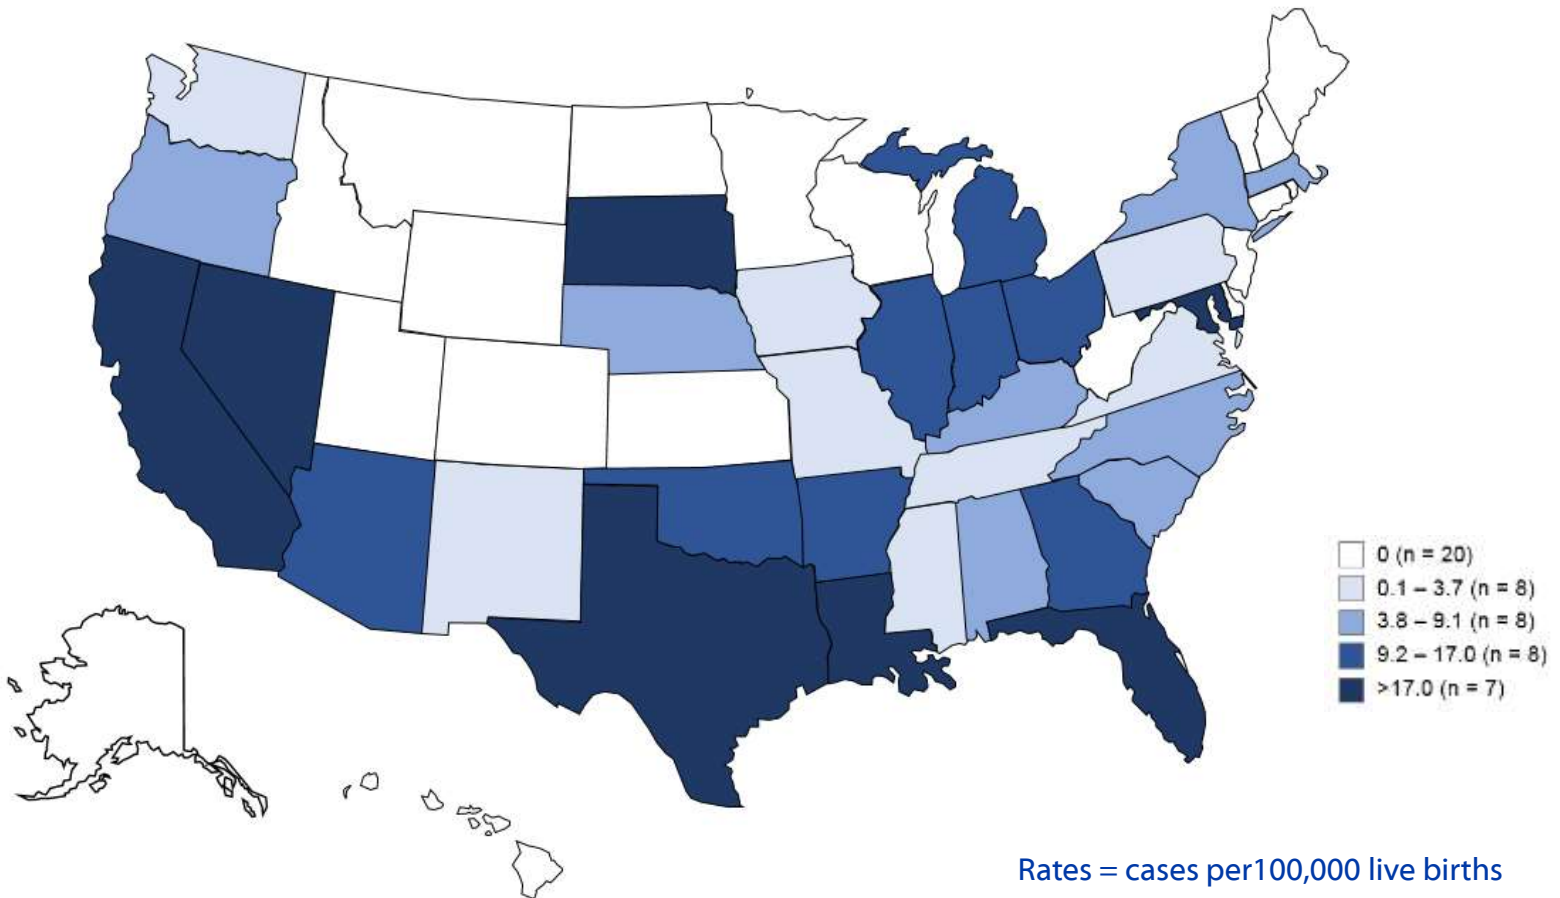 0 (n = 20)
0.1 – 3.7 (n = 8)
3.8 – 9.1 (n = 8)
9.2 – 17.0 (n = 8)
>17.0 (n = 7)
Rates = cases per100,000 live births